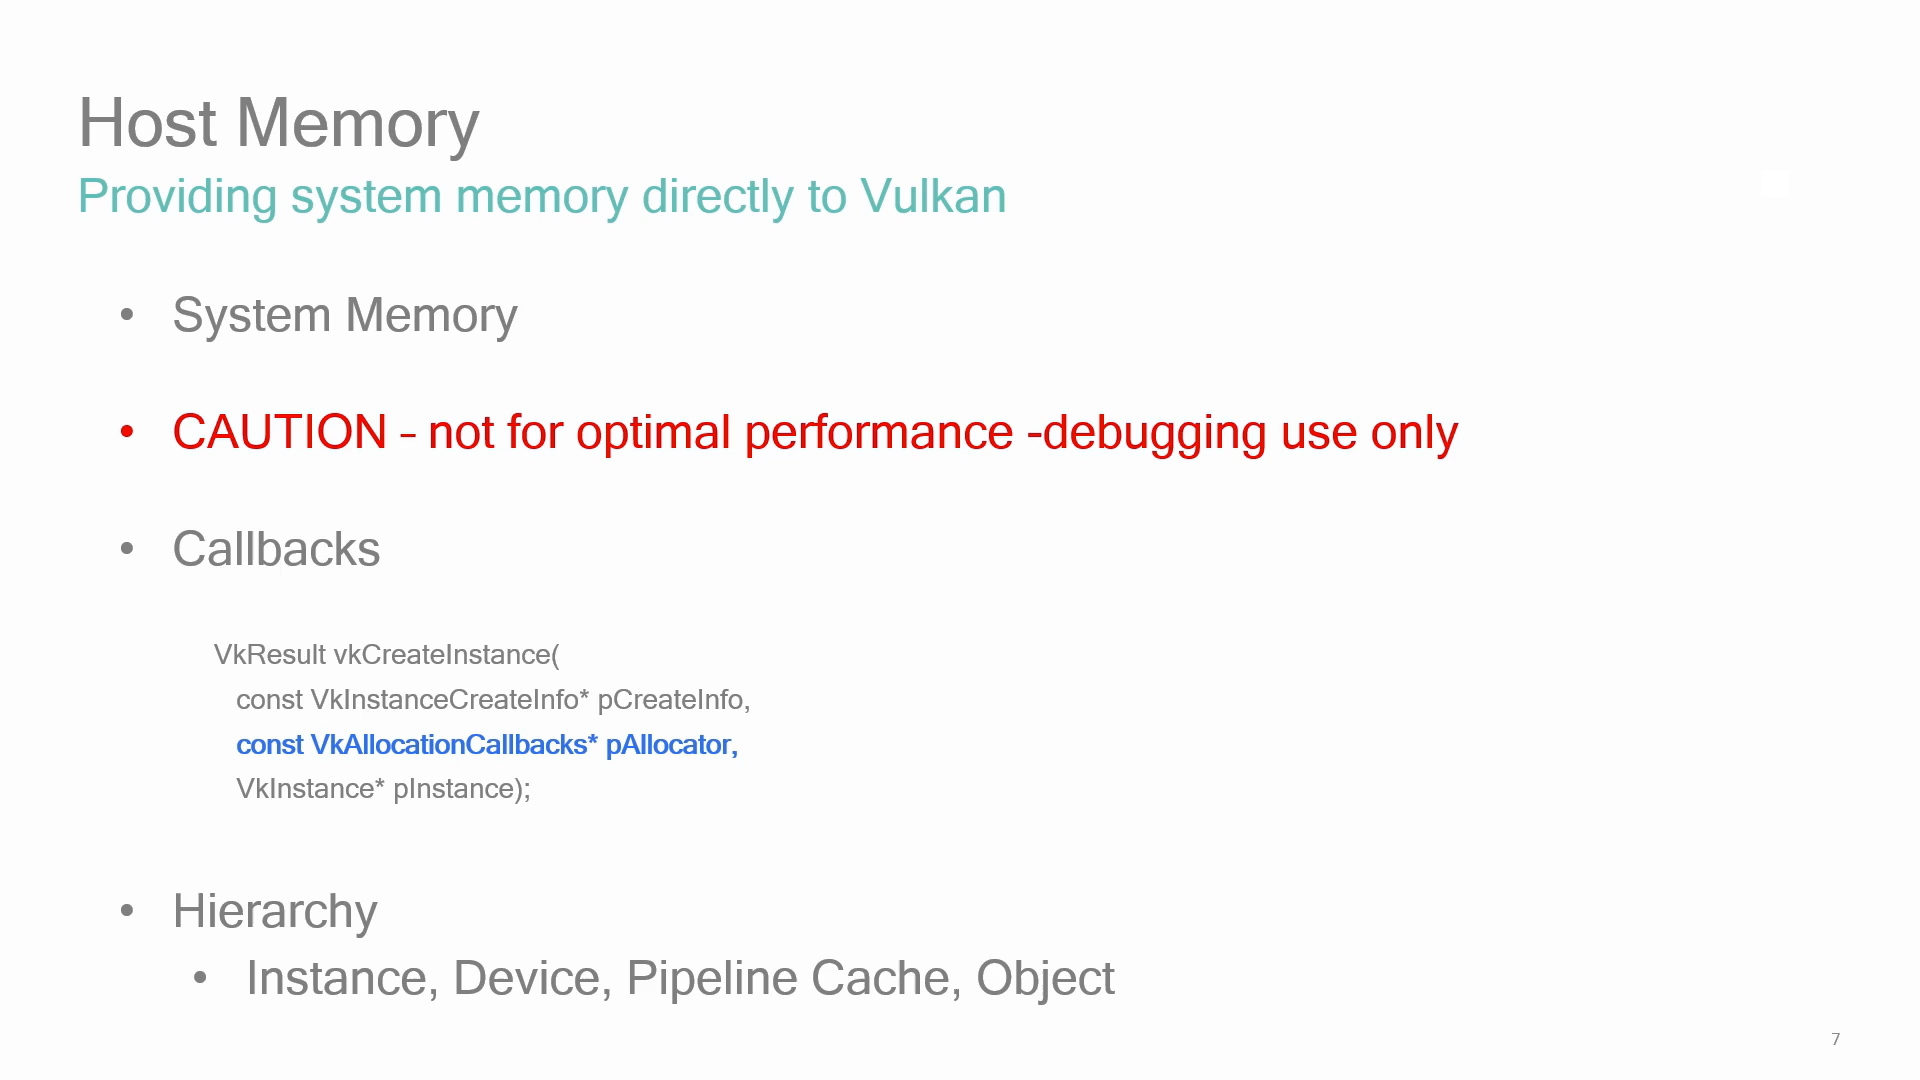 Host Memory
Providing system memory directly to Vulkan
• System Memory
• CAUTION – not for optimal performance -debugging use only
• Callbacks
VkResult vkCreateInstance(
const VkInstanceCreateInfo* pCreateInfo,
const VkAllocationCallbacks* pAllocator,
VkInstance* pInstance);
• Hierarchy
• Instance, Device, Pipeline Cache, Object
7